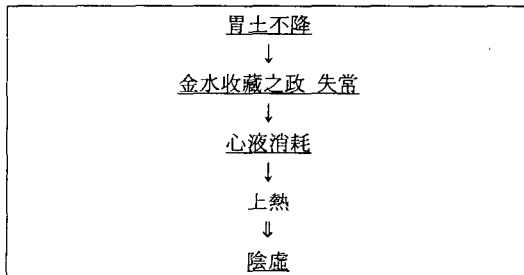 胃土不降
↓
金水收藏之政 失常
↓
心液消耗
↓
上熱
⇓
陰虛